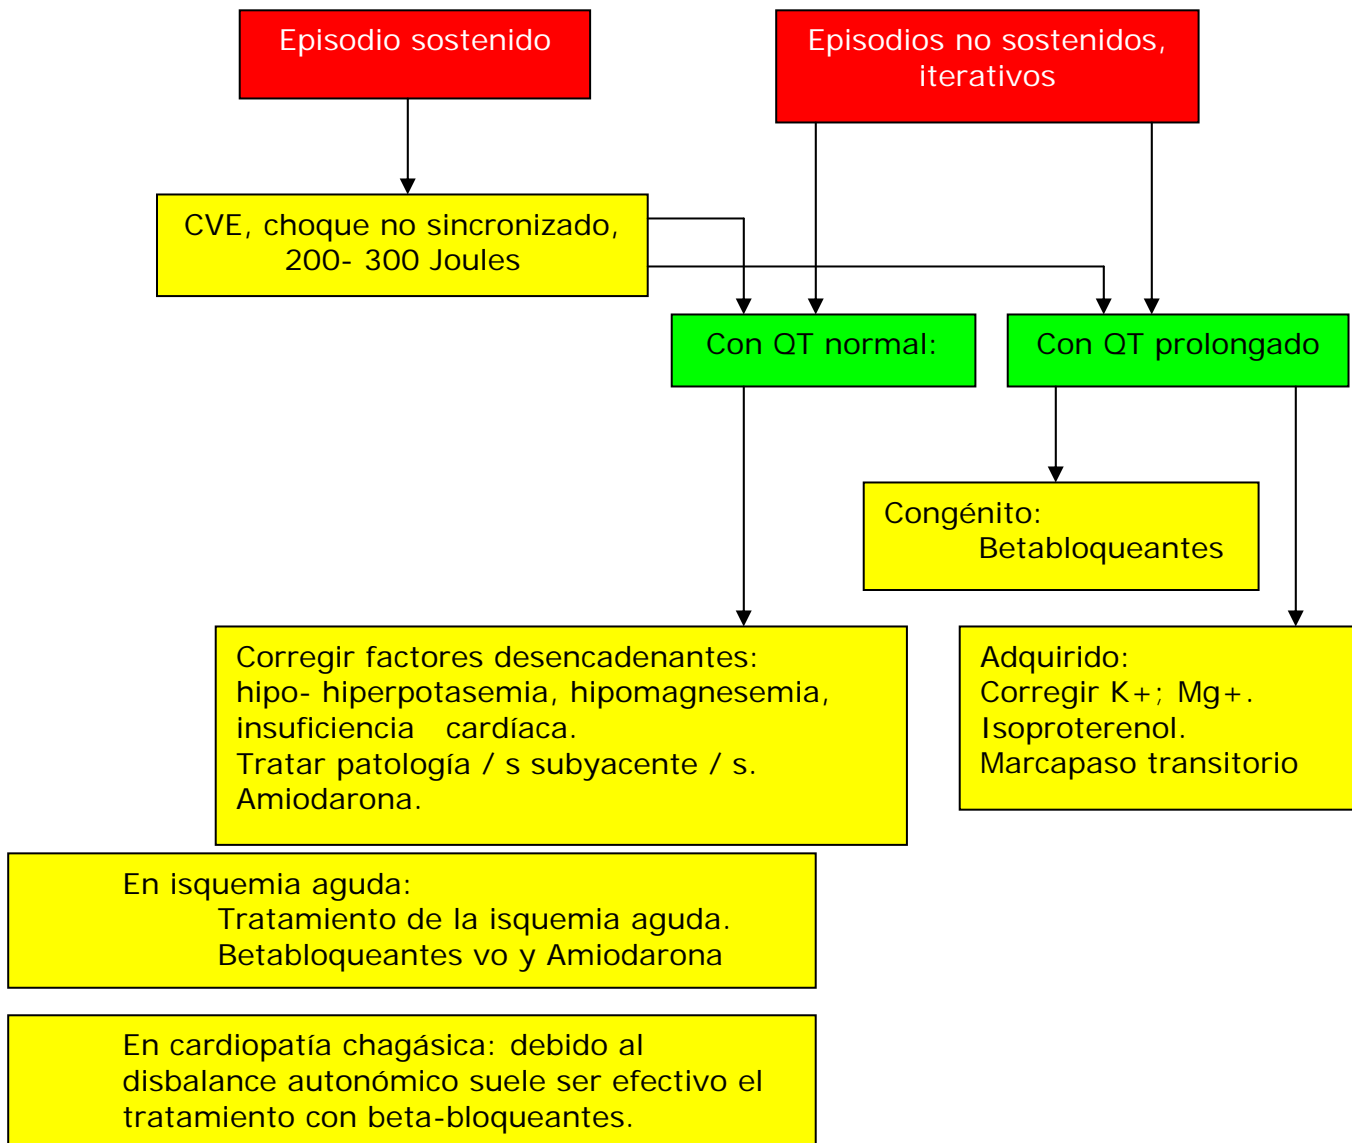 Episodio sostenido
Episodios no sostenidos,
iterativos
CVE, choque no sincronizado,
200- 300 Joules
Con QT normal:
Con QT prolongado
Congénito:
Betabloqueantes
Corregir factores desencadenantes:
hipo- hiperpotasemia, hipomagnesemia,
insuficiencia cardíaca.
Tratar patología / s subyacente / s.
Amiodarona.
Adquirido:
Corregir K+; Mg+.
Isoproterenol.
Marcapaso transitorio
En isquemia aguda:
Tratamiento de la isquemia aguda.
Betabloqueantes vo y Amiodarona
En cardiopatía chagásica: debido al
disbalance autonómico suele ser efectivo el
tratamiento con beta-bloqueantes.